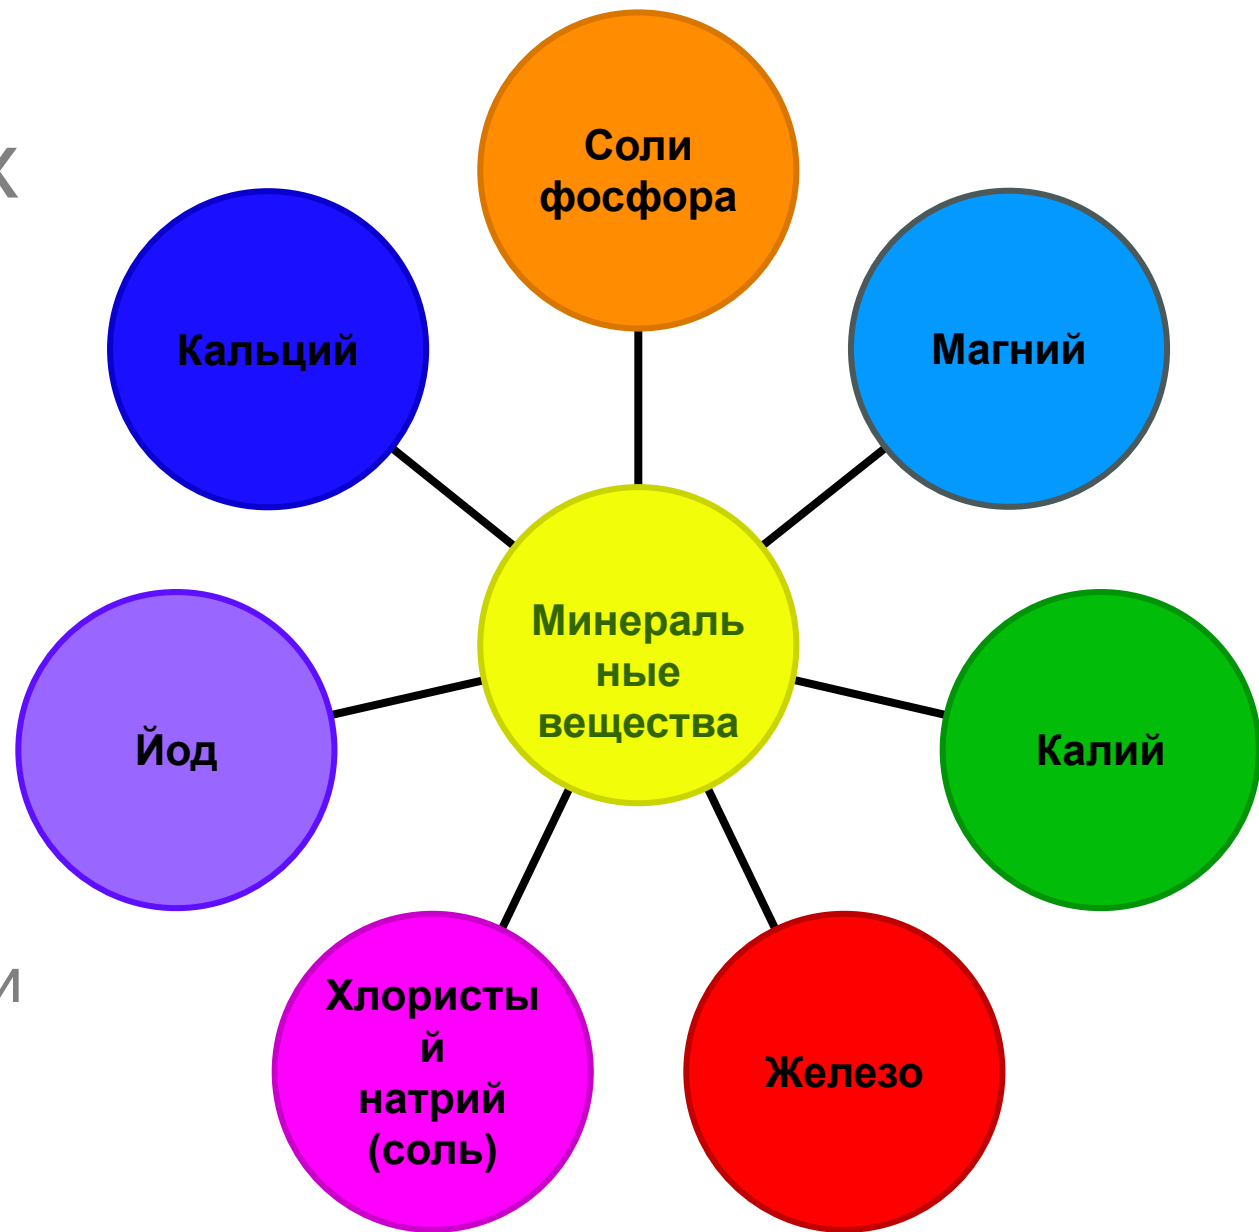 Соли
фосфора
х
Кальций
Магний
Минераль
ные
вещества
Йод
Калий
и
Хлористы
й
натрий
(соль)
Железо